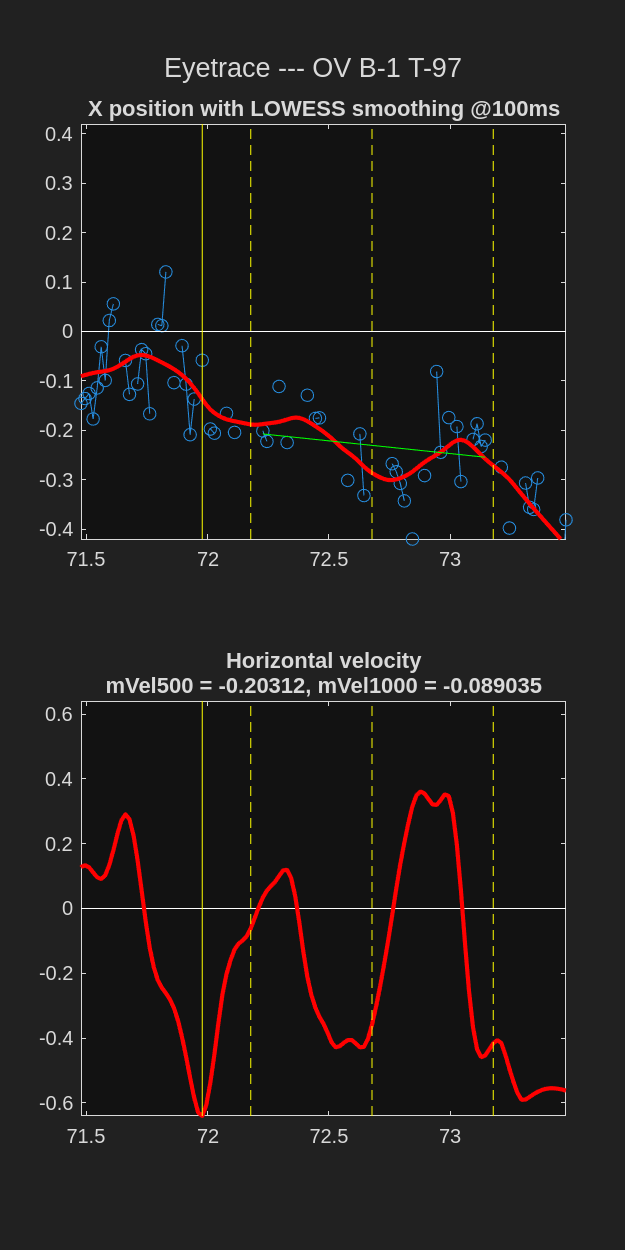 Eyetrace --- OV B-1 T-97
X position with LOWESS smoothing @100ms
0.4
0.3
0.2
0.1
0
-0.1
-0.2
-0.3
-0.4
71.5 72 72.5 73
Horizontal velocity
mVel500 = -0.20312, mVel1000 = -0.089035
0.6
0.4
0.2
0
-0.2
-0.4
-0.6
71.5 72 72.5 73